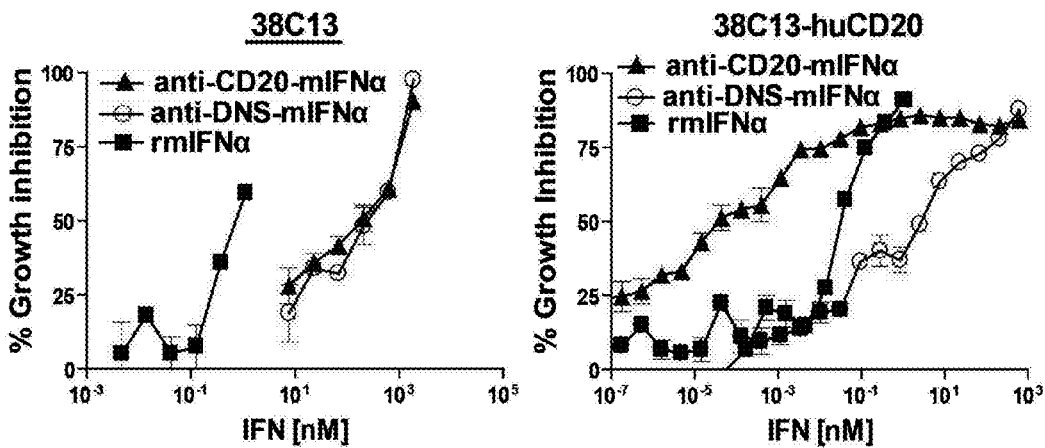 38C13
anti-CD20-mIFNα
anti-DNS-mIFNα
rmIFNα
% Growth inhibition
100
75
50
25
0
10⁻³ 10⁻¹ 10¹ 10³ 10⁵
IFN [nM]
38C13-huCD20
anti-CD20-mIFNα
anti-DNS-mIFNα
rmIFNα
% Growth Inhibition
100
75
50
25
0
10⁻⁷ 10⁻⁵ 10⁻³ 10⁻¹ 10¹ 10³
IFN [nM]